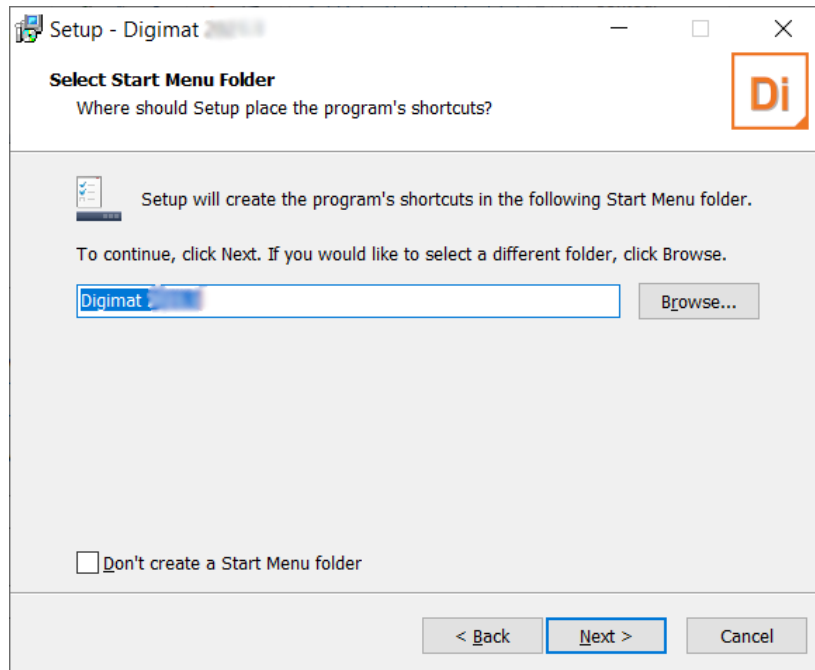 Setup - Digimat
Select Start Menu Folder
Where should Setup place the program's shortcuts?
Di
Setup will create the program's shortcuts in the following Start Menu folder.
To continue, click Next. If you would like to select a different folder, click Browse.
Digimat
Browse...
Don't create a Start Menu folder
< Back
Next >
Cancel